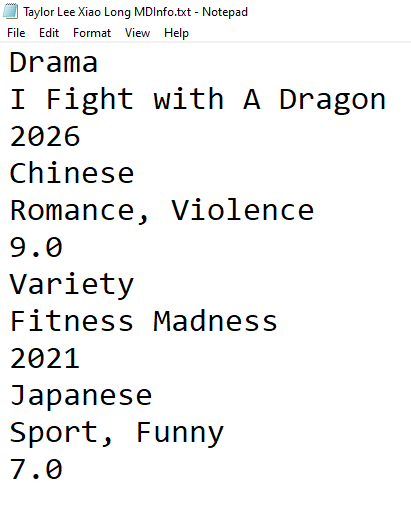 Taylor Lee Xiao Long MDInfo.txt - Notepad
File Edit Format View Help
Drama
I Fight with A Dragon
2026
Chinese
Romance, Violence
9.0
Variety
Fitness Madness
2021
Japanese
Sport, Funny
7.0